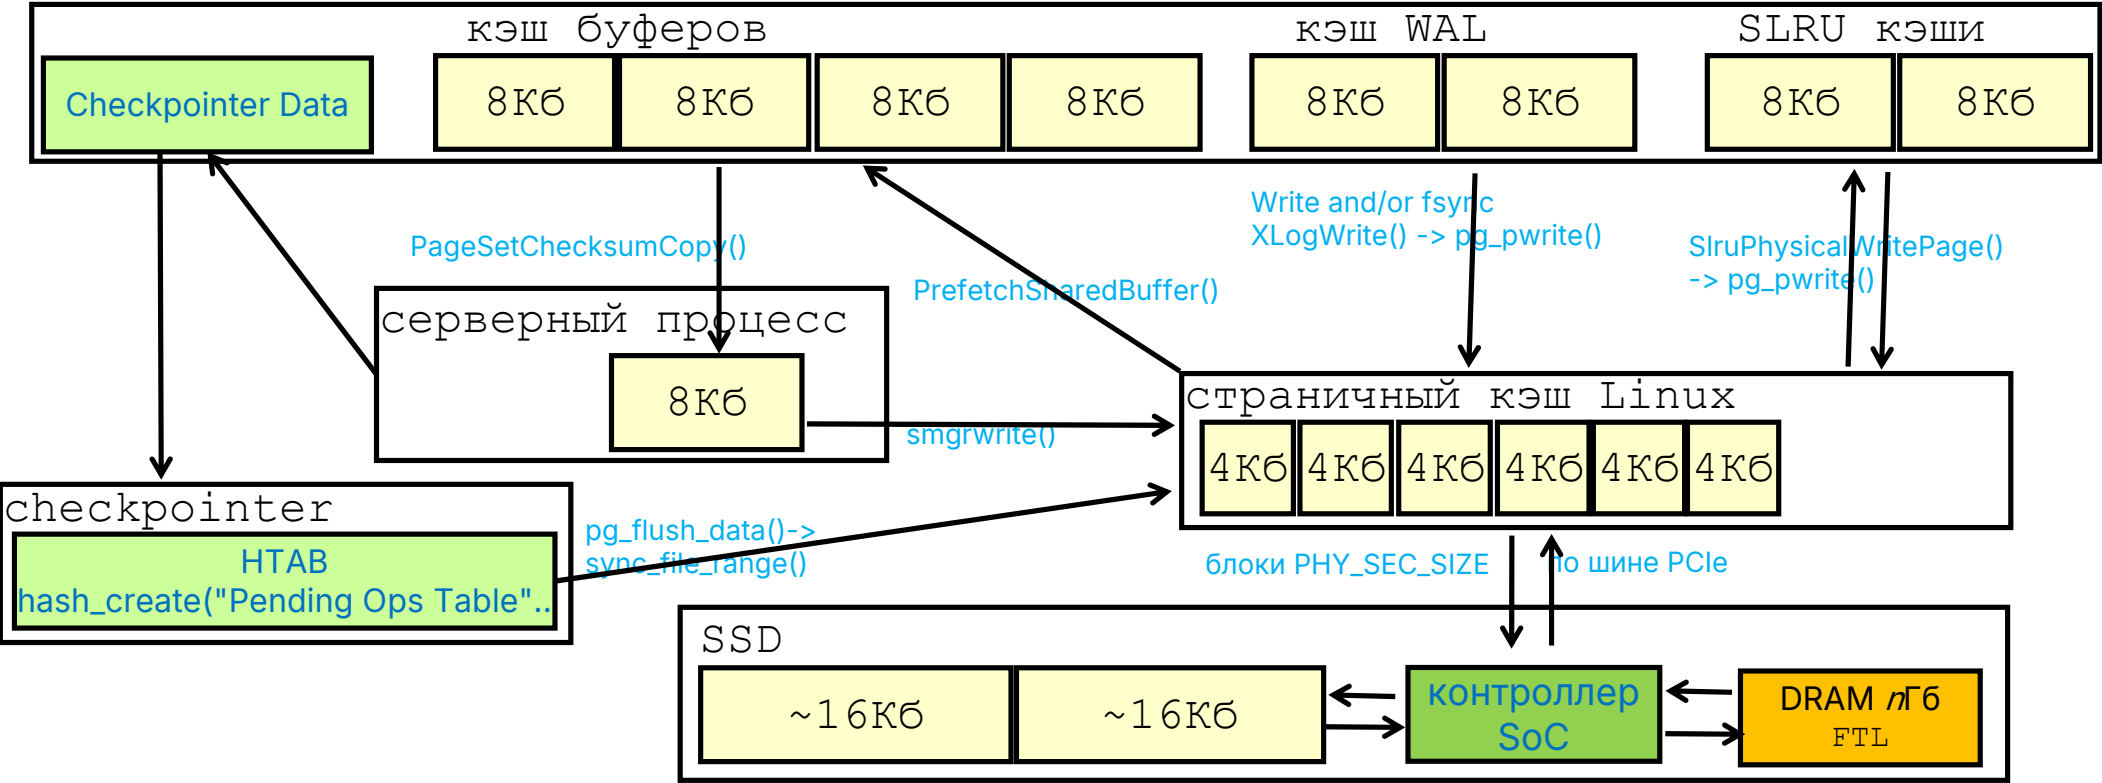 кэш буферов
кэш WAL
SLRU кэши
Checkpointer Data
8Кб
8Кб
8Кб
8Кб
8Кб
8Кб
8Кб
8Кб
Write and/or fsync
XLogWrite() -> pg_pwrite()
PageSetChecksumCopy()
SlruPhysicalWritePage()
-> pg_pwrite()
PrefetchSharedBuffer()
серверный процесс
8Кб
smgrwrite()
страничный кэш Linux
4Кб
4Кб
4Кб
4Кб
4Кб
4Кб
checkpointer
HTAB
hash_create("Pending Ops Table"..
pg_flush_data()->
sync_file_range()
блоки PHY_SEC_SIZE
по шине PCIe
SSD
~16Кб
~16Кб
контроллер
SoC
DRAM nГб
FTL